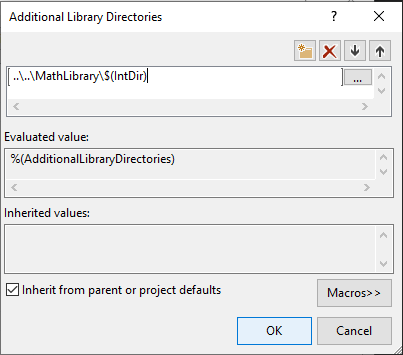 Additional Library Directories
..\..\MathLibrary\$(IntDir)
...
Evaluated value:
%(AdditionalLibraryDirectories)
Inherited values:
Inherit from parent or project defaults
Macros>>
OK
Cancel